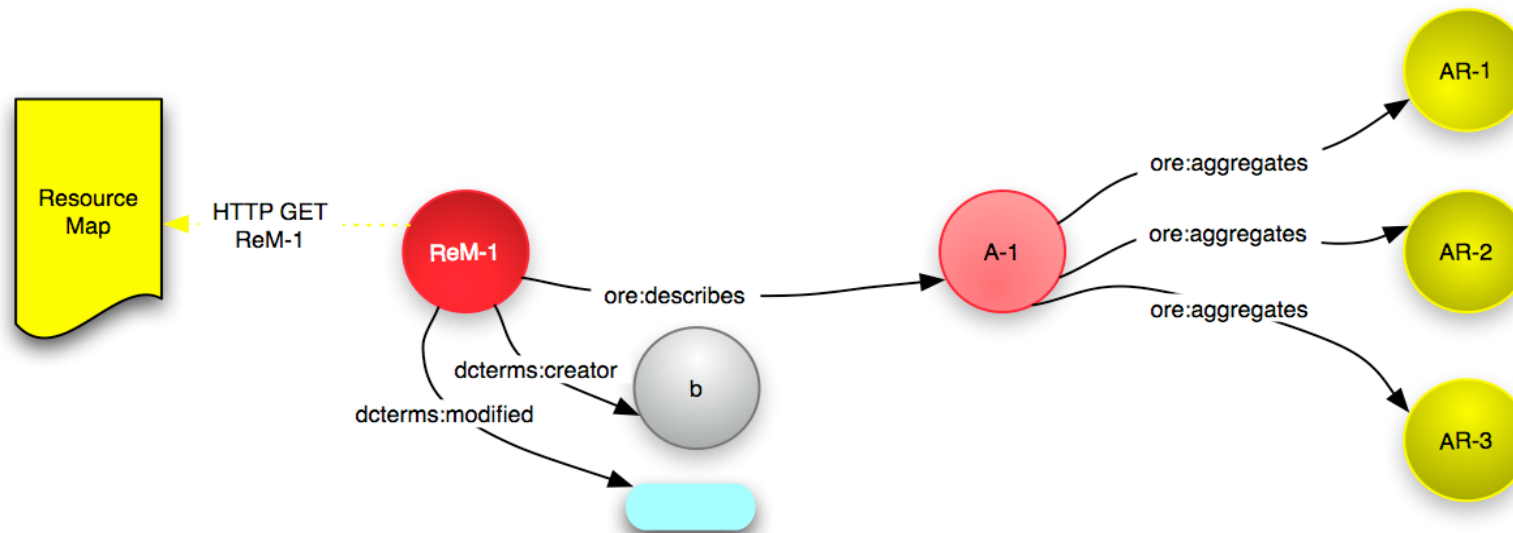 Resource
Map
HTTP GET
ReM-1
ReM-1
ore:describes
dcterms:creator
dcterms:modified
b
A-1
ore:aggregates
ore:aggregates
ore:aggregates
AR-1
AR-2
AR-3